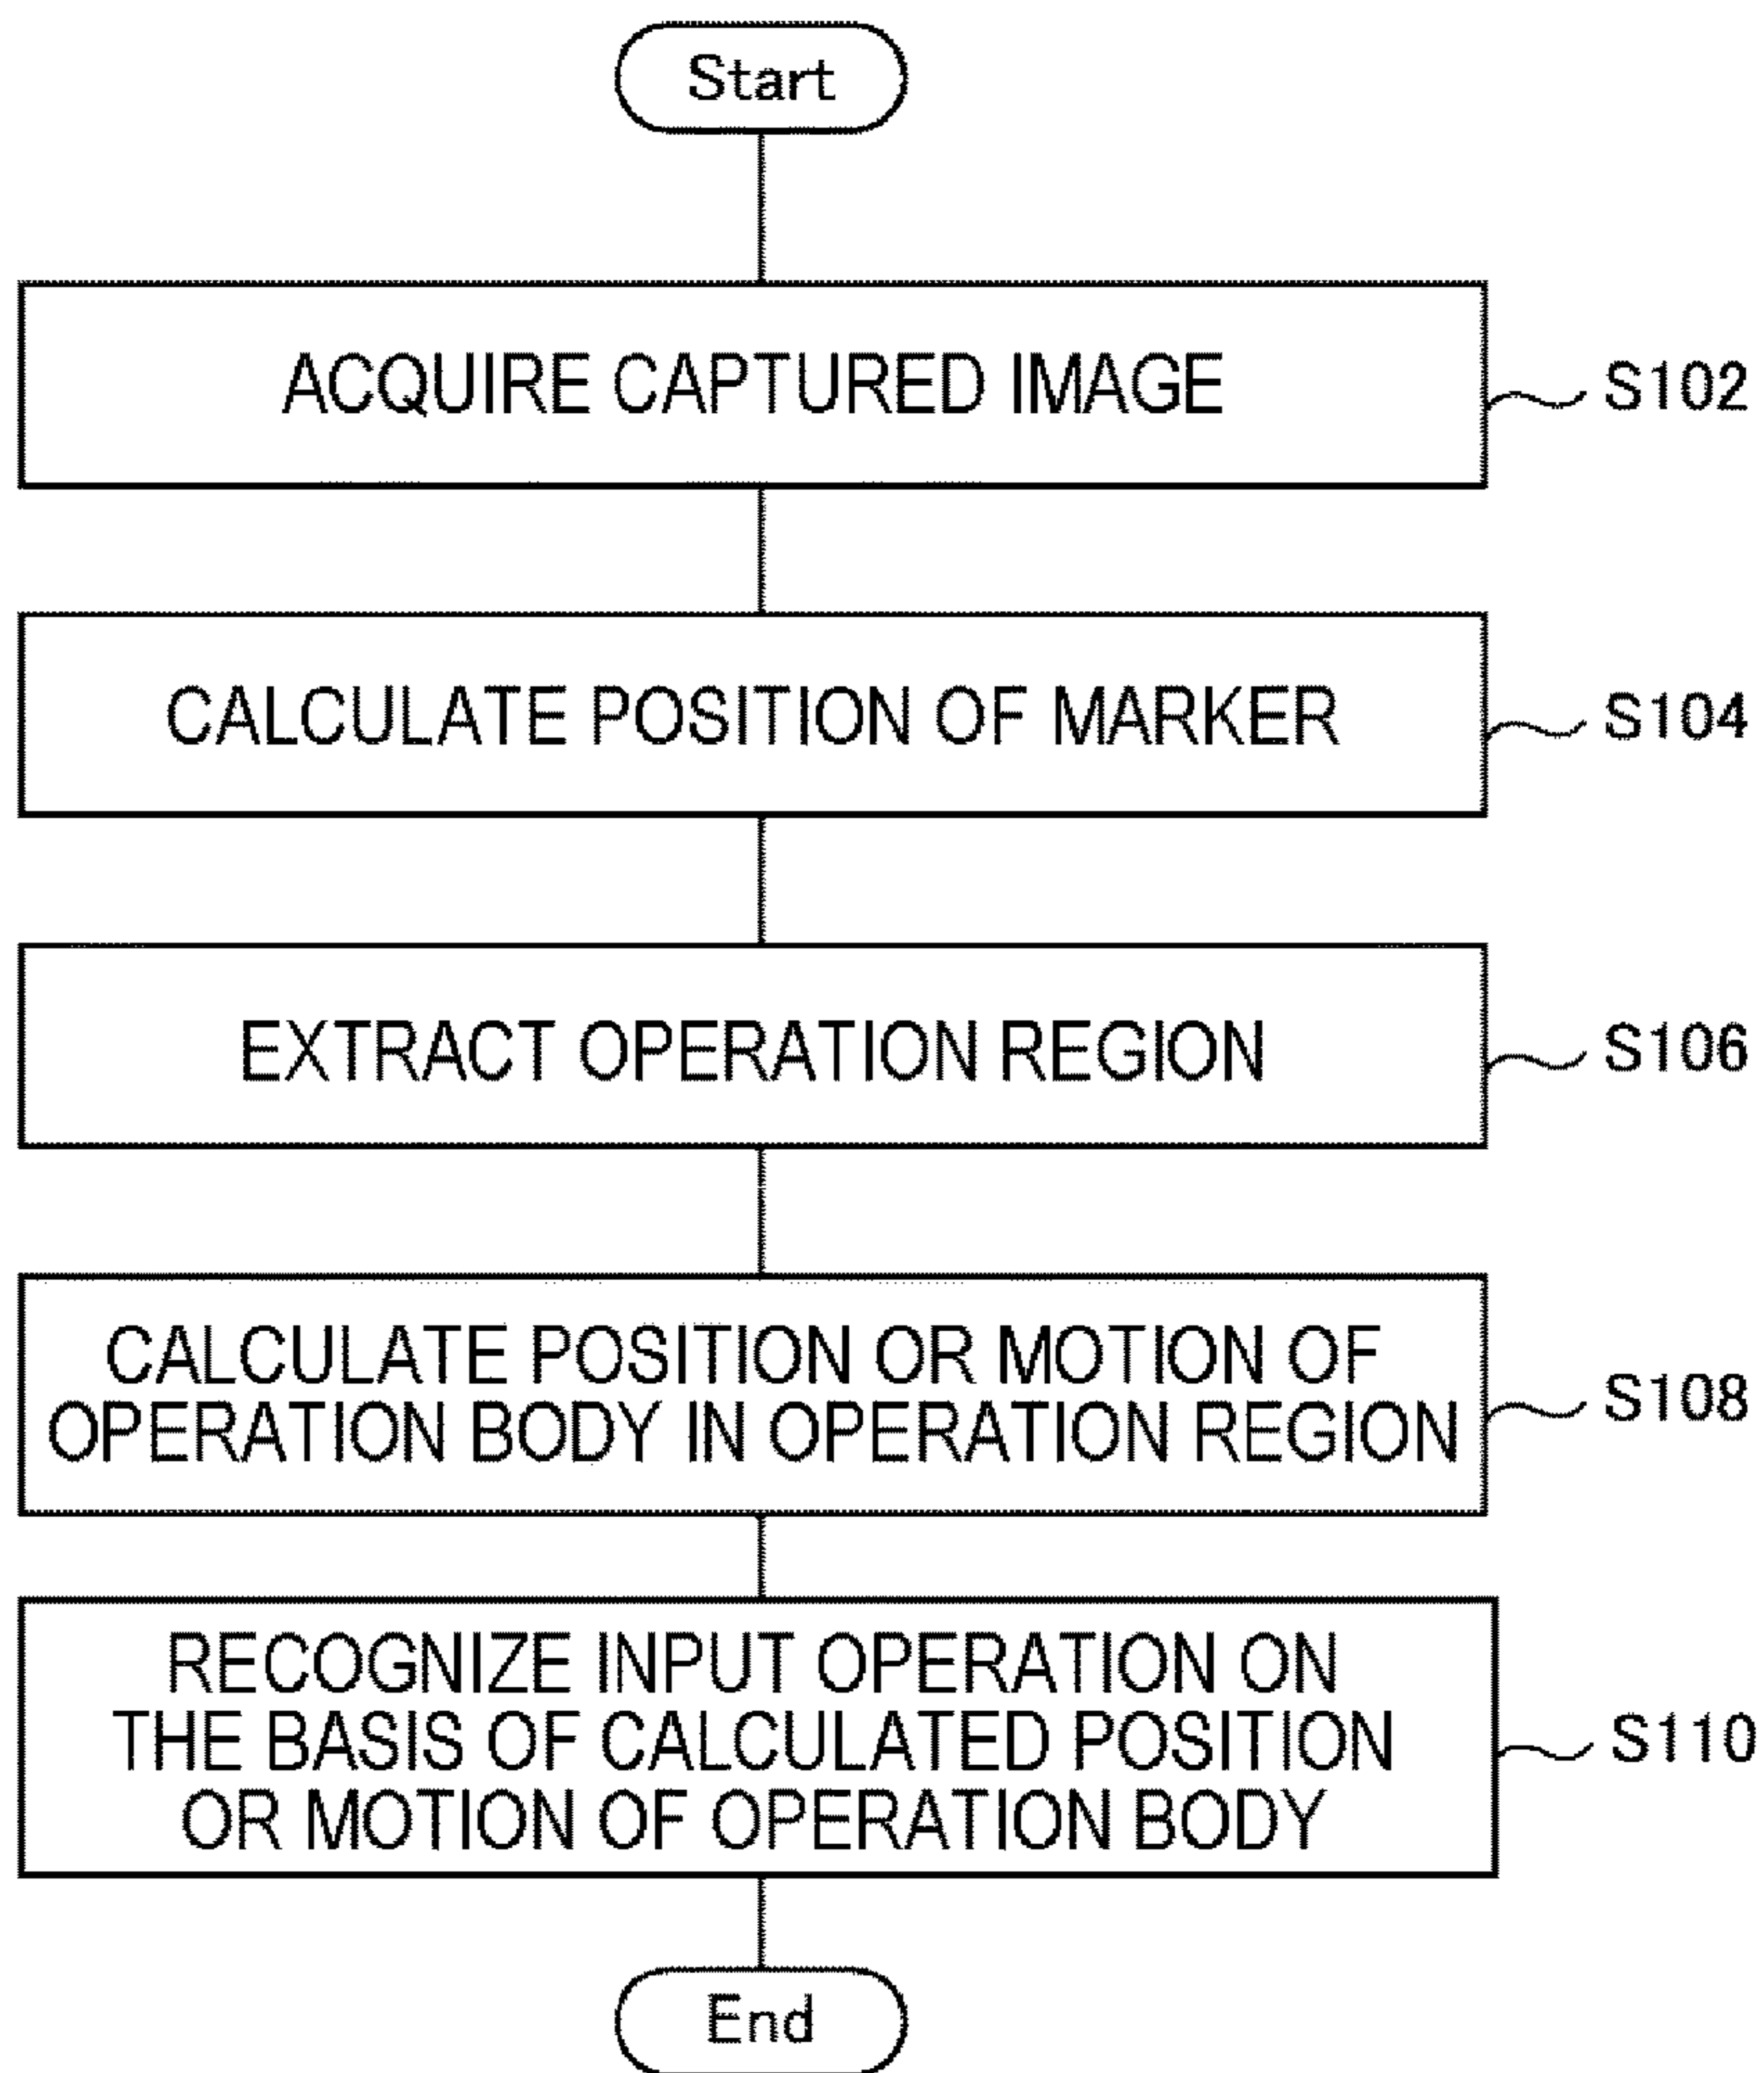 Start
ACQUIRE CAPTURED IMAGE
S102
CALCULATE POSITION OF MARKER
S104
EXTRACT OPERATION REGION
S106
CALCULATE POSITION OR MOTION OF
OPERATION BODY IN OPERATION REGION
S108
RECOGNIZE INPUT OPERATION ON
THE BASIS OF CALCULATED POSITION
OR MOTION OF OPERATION BODY
S110
End